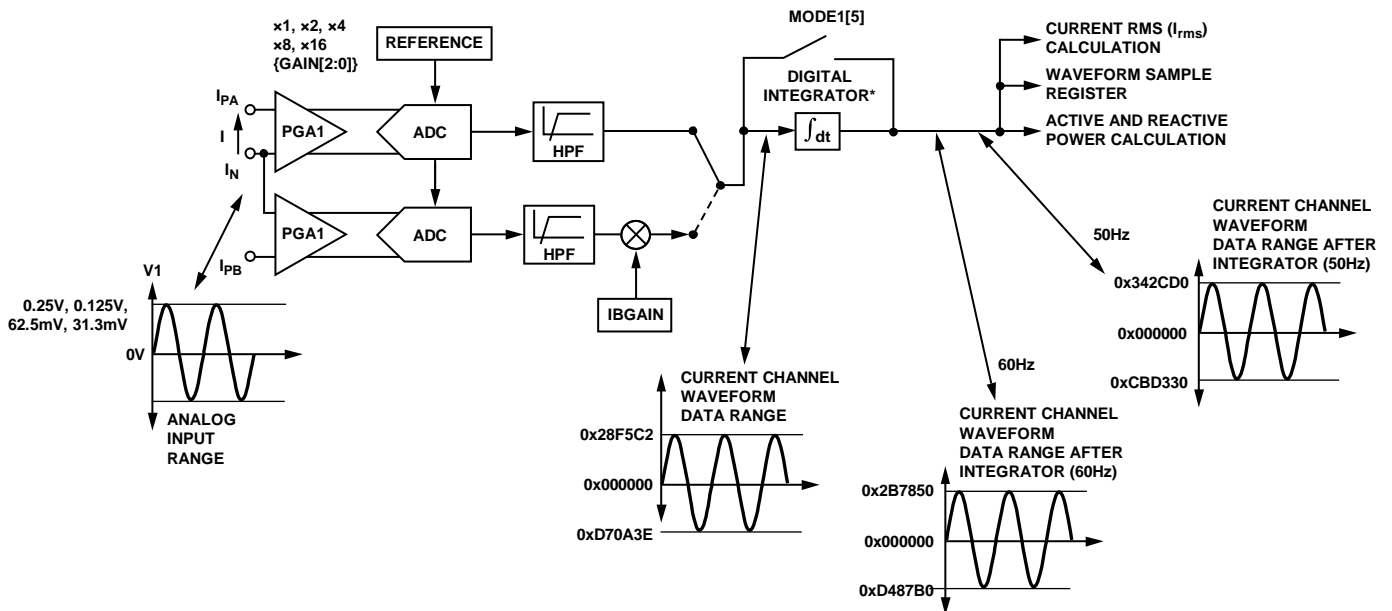 ×1, ×2, ×4
×8, ×16
{GAIN[2:0]}
REFERENCE
MODE1[5]
CURRENT RMS (Irms)
CALCULATION
WAVEFORM SAMPLE
REGISTER
ACTIVE AND REACTIVE
POWER CALCULATION
DIGITAL
INTEGRATOR*
∫dt
IPA
I
IN
PGA1
ADC
HPF
PGA1
ADC
HPF
IPB
IBGAIN
V1
0.25V, 0.125V,
62.5mV, 31.3mV
0V
ANALOG
INPUT
RANGE
CURRENT CHANNEL
WAVEFORM
DATA RANGE
0x28F5C2
0x000000
0xD70A3E
60Hz
CURRENT CHANNEL
WAVEFORM
DATA RANGE AFTER
INTEGRATOR (60Hz)
0x2B7850
0x000000
0xD487B0
50Hz
CURRENT CHANNEL
WAVEFORM
DATA RANGE AFTER
INTEGRATOR (50Hz)
0x342CD0
0x000000
0xCBD330